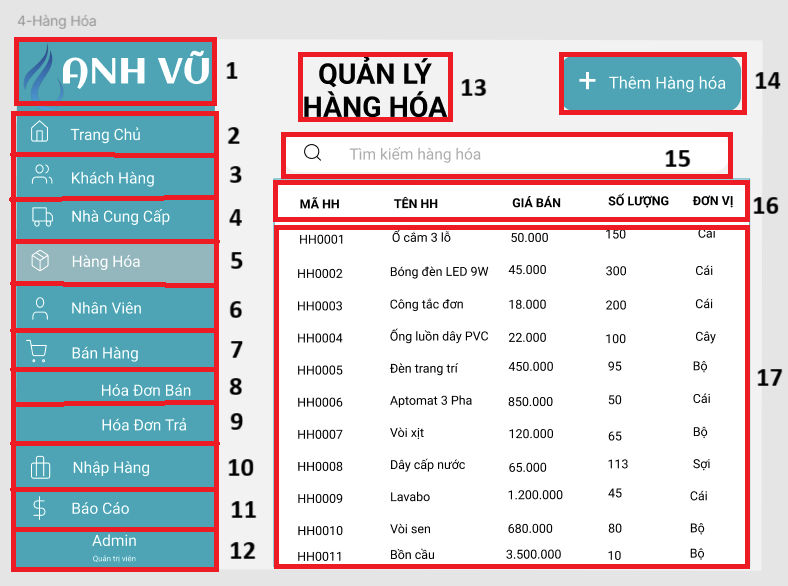 4-Hàng Hóa
ANH VŨ 1
Trang Chủ 2
Khách Hàng 3
Nhà Cung Cấp 4
Hàng Hóa 5
Nhân Viên 6
Bán Hàng 7
Hóa Đơn Bán 8
Hóa Đơn Trả 9
Nhập Hàng 10
Báo Cáo 11
Admin
Quản trị viên 12
QUẢN LÝ
HÀNG HÓA 13
+ Thêm Hàng hóa 14
Tìm kiếm hàng hóa 15
MÃ HH TÊN HH GIÁ BÁN SỐ LƯỢNG ĐƠN VỊ 16
HH0001 Ổ cắm 3 lỗ 50.000 150 Cái
HH0002 Bóng đèn LED 9W 45.000 300 Cái
HH0003 Công tắc đơn 18.000 200 Cái
HH0004 Ống luồn dây PVC 22.000 100 Cây
HH0005 Đèn trang trí 450.000 95 Bộ
17
HH0006 Aptomat 3 Pha 850.000 50 Cái
HH0007 Vòi xịt 120.000 65 Bộ
HH0008 Dây cấp nước 65.000 113 Sợi
HH0009 Lavabo 1.200.000 45 Cái
HH0010 Vòi sen 680.000 80 Bộ
HH0011 Bồn cầu 3.500.000 10 Bộ